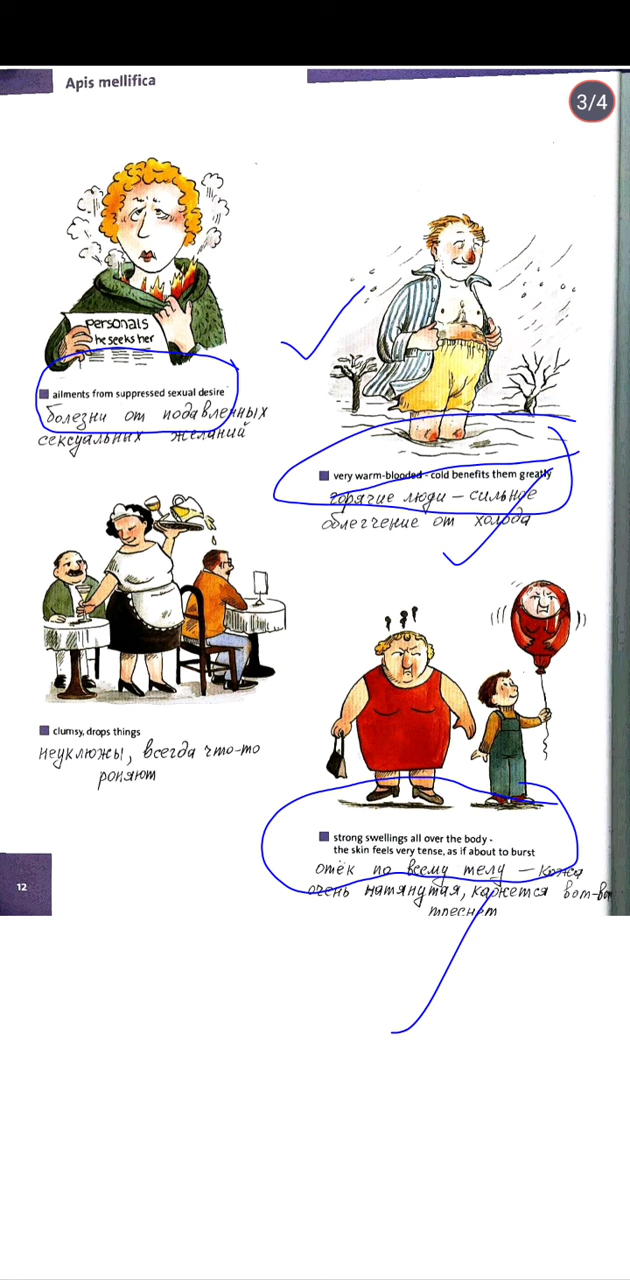 Apis mellifica
3/4
personals
he seeks her
ailments from suppressed sexual desire
болезни от подавленных
сексуальных желаний
very warm-blooded - cold benefits them greatly
горячие люди – сильное
облегчение от холода
clumsy, drops things
неуклюжы, всегда что-то
роняют
strong swellings all over the body -
the skin feels very tense, as if about to burst
отёк по всему телу – кожа
очень натянутая, кажется вот-вот
треснет
12